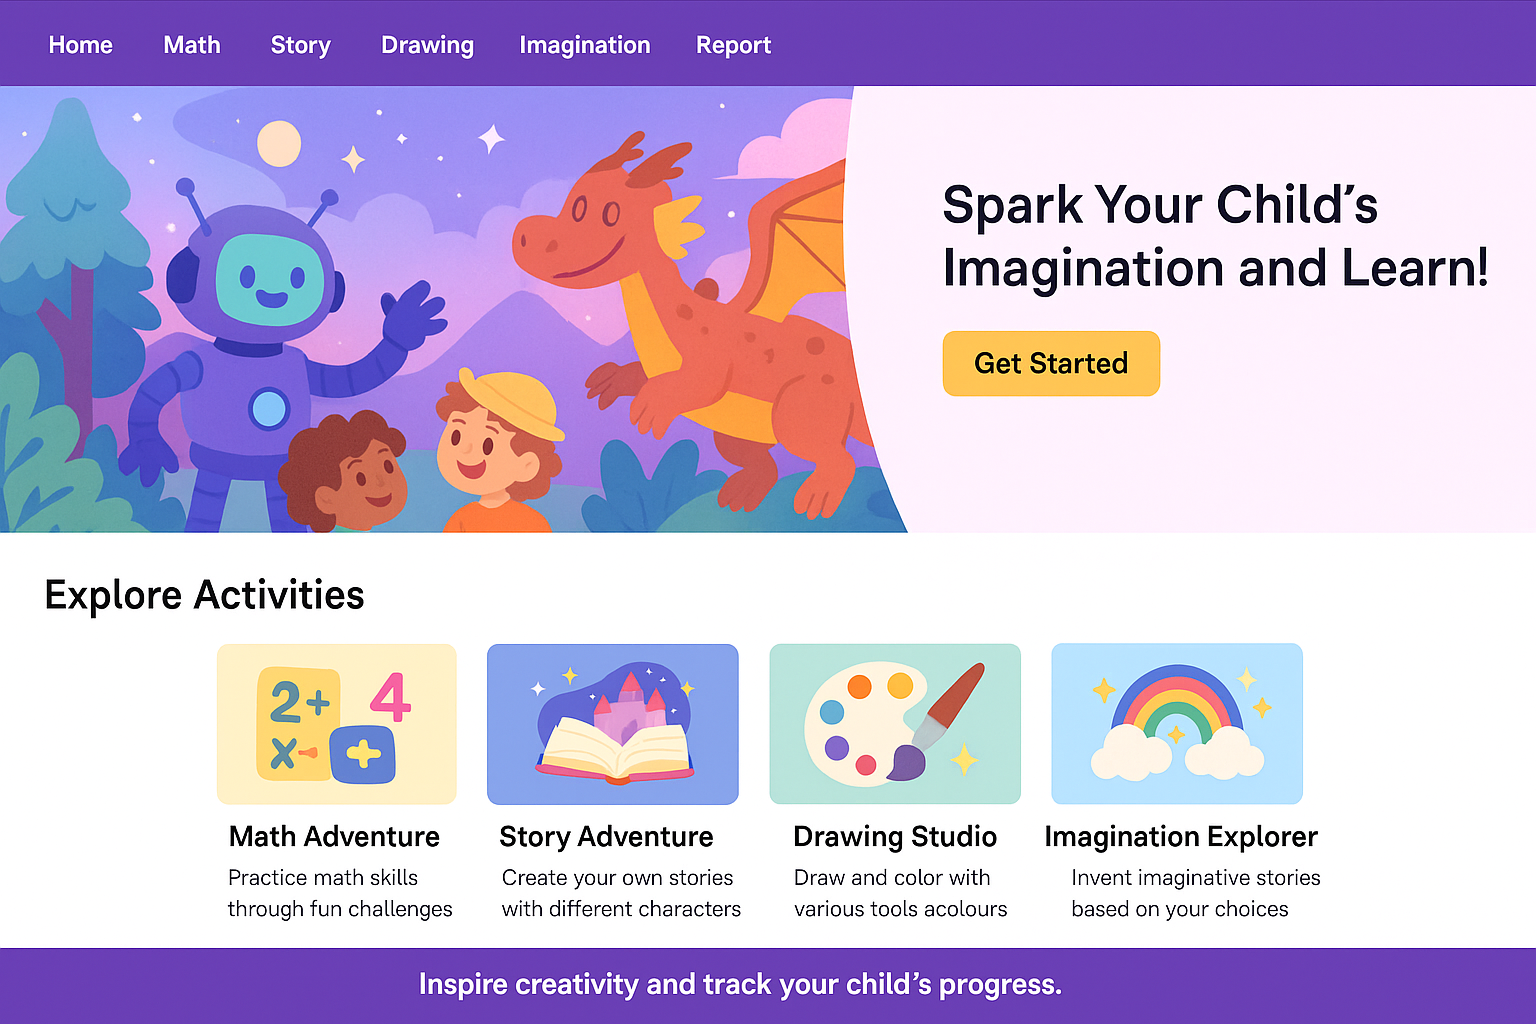 Home Math Story Drawing Imagination Report
Spark Your Child's
Imagination and Learn!
Get Started
Explore Activities
2+ 4
x- +
Math Adventure
Practice math skills
through fun challenges
Story Adventure
Create your own stories
with different characters
Drawing Studio
Draw and color with
various tools acolours
Imagination Explorer
Invent imaginative stories
based on your choices
Inspire creativity and track your child's progress.